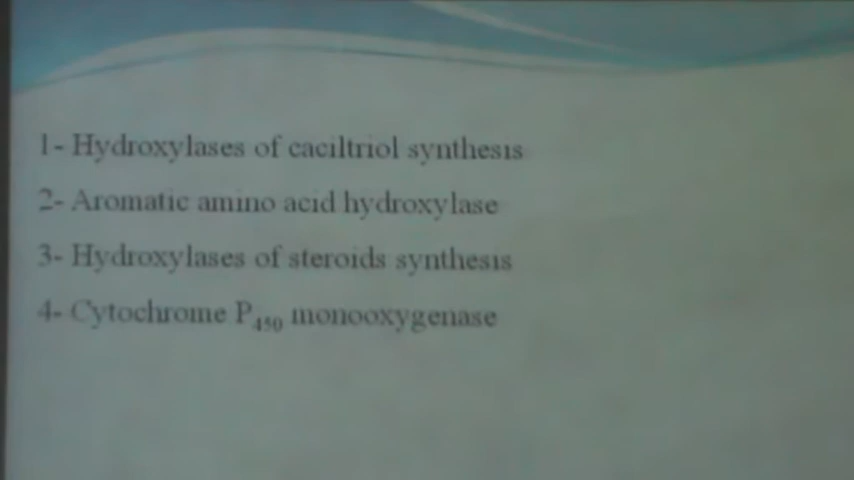 1- Hydroxylases of caciltriol synthesis
2- Aromatic amino acid hydroxylase
3- Hydroxylases of steroids synthesis
4- Cytochrome P450 monooxygenase